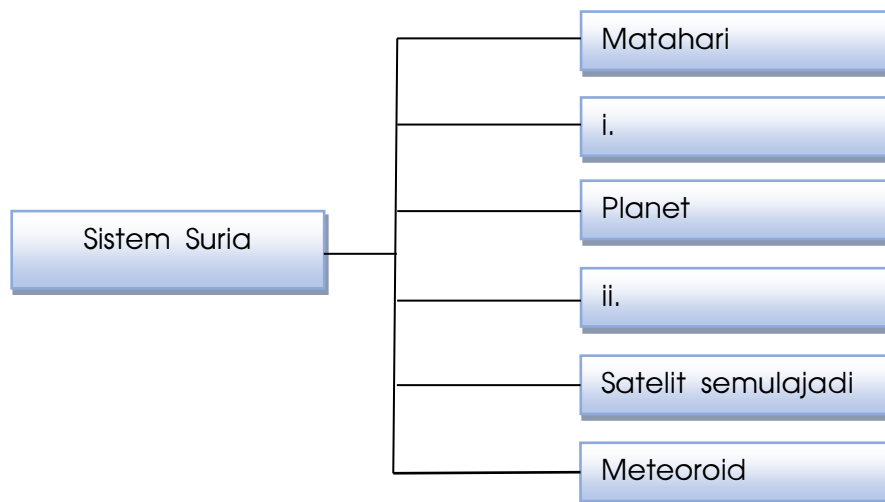 Matahari
i.
Planet
Sistem Suria
ii.
Satelit semulajadi
Meteoroid